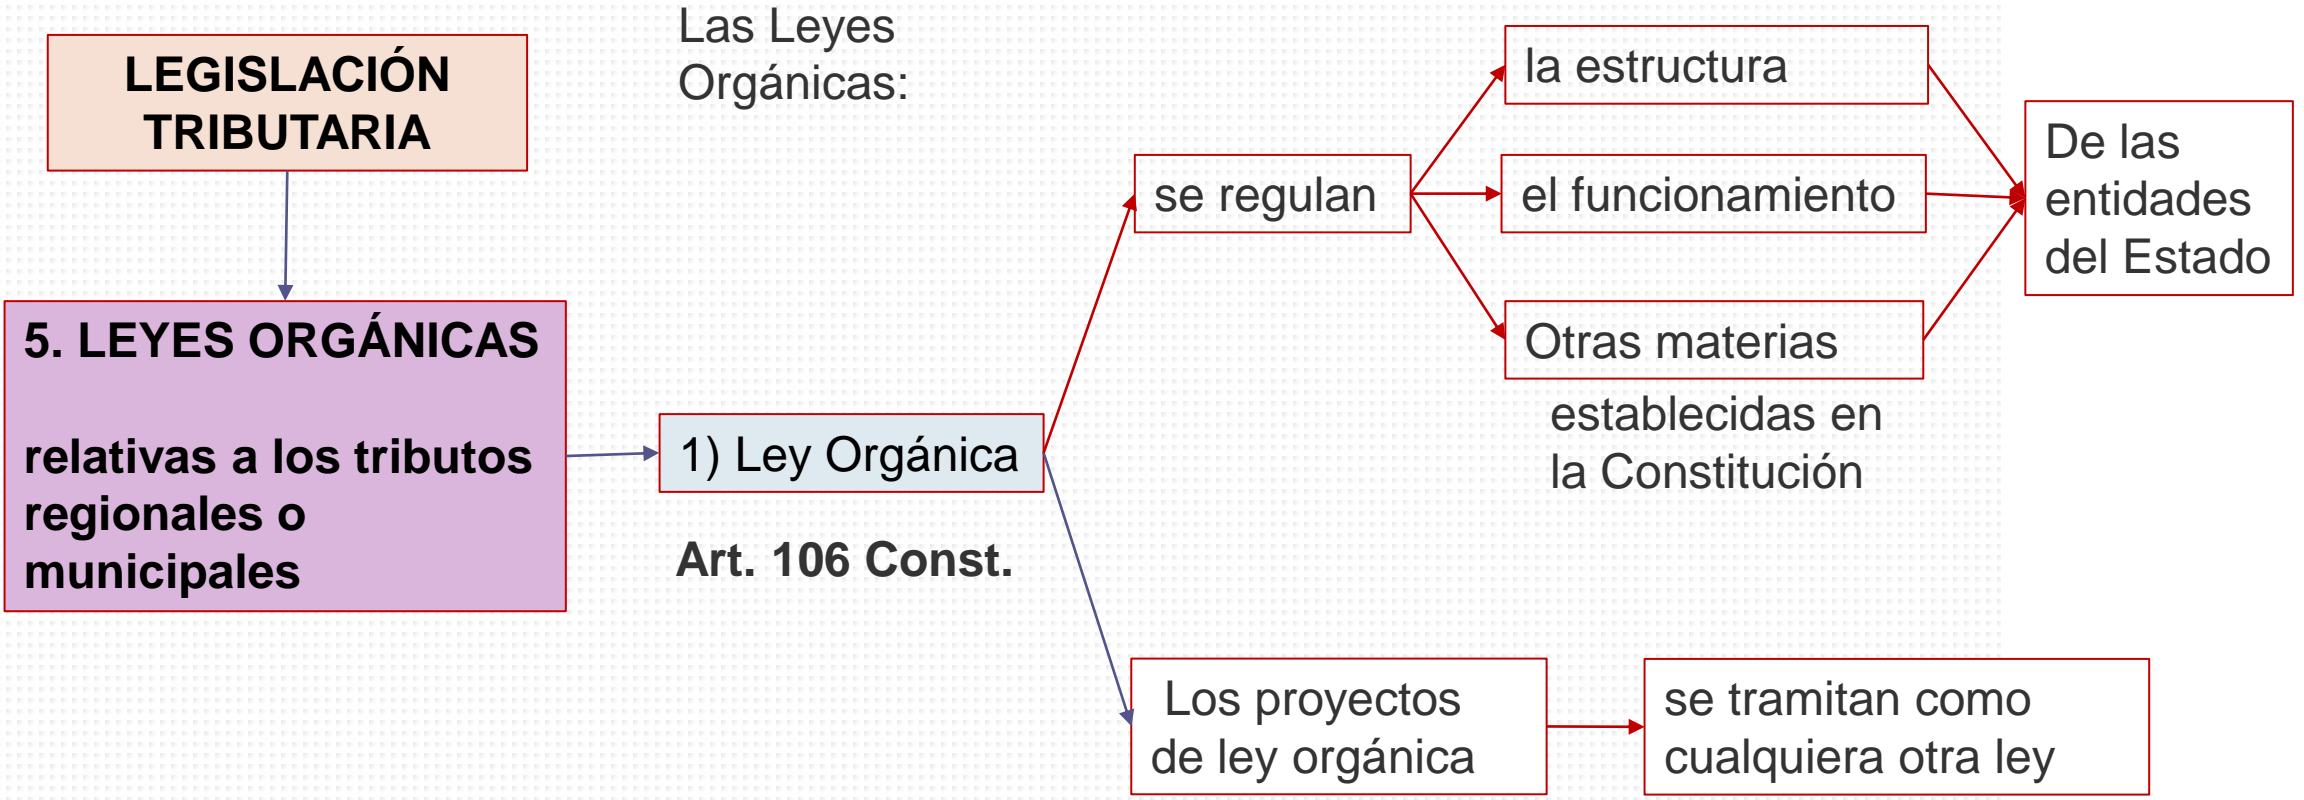 LEGISLACIÓN
TRIBUTARIA
5. LEYES ORGÁNICAS
relativas a los tributos
regionales o
municipales
Las Leyes
Orgánicas:
1) Ley Orgánica
Art. 106 Const.
se regulan
la estructura
el funcionamiento
Otras materias
establecidas en
la Constitución
De las
entidades
del Estado
Los proyectos
de ley orgánica
se tramitan como
cualquiera otra ley